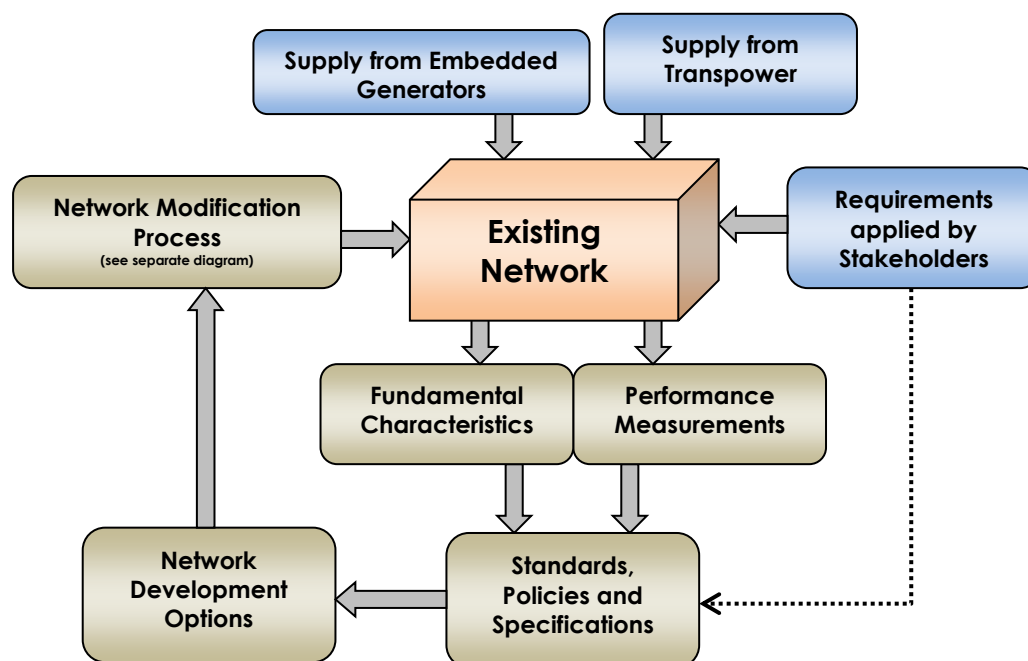 Supply from Embedded
Generators
Supply from
Transpower
Network Modification
Process
(see separate diagram)
Existing
Network
Requirements
applied by
Stakeholders
Fundamental
Characteristics
Performance
Measurements
Network
Development
Options
Standards,
Policies and
Specifications